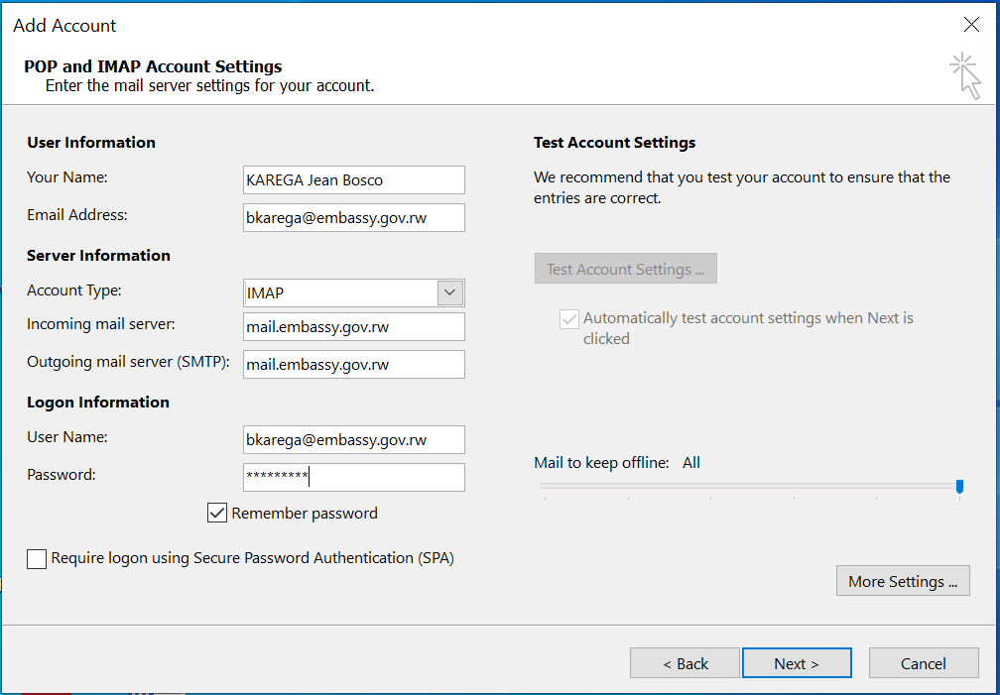 Add Account
POP and IMAP Account Settings
Enter the mail server settings for your account.
User Information
Your Name: KAREGA Jean Bosco
Email Address: bkarega@embassy.gov.rw
Server Information
Account Type: IMAP
Incoming mail server: mail.embassy.gov.rw
Outgoing mail server (SMTP): mail.embassy.gov.rw
Logon Information
User Name: bkarega@embassy.gov.rw
Password: *********
Remember password
Require logon using Secure Password Authentication (SPA)
Test Account Settings
We recommend that you test your account to ensure that the
entries are correct.
Test Account Settings ...
Automatically test account settings when Next is
clicked
Mail to keep offline: All
More Settings ...
< Back Next > Cancel